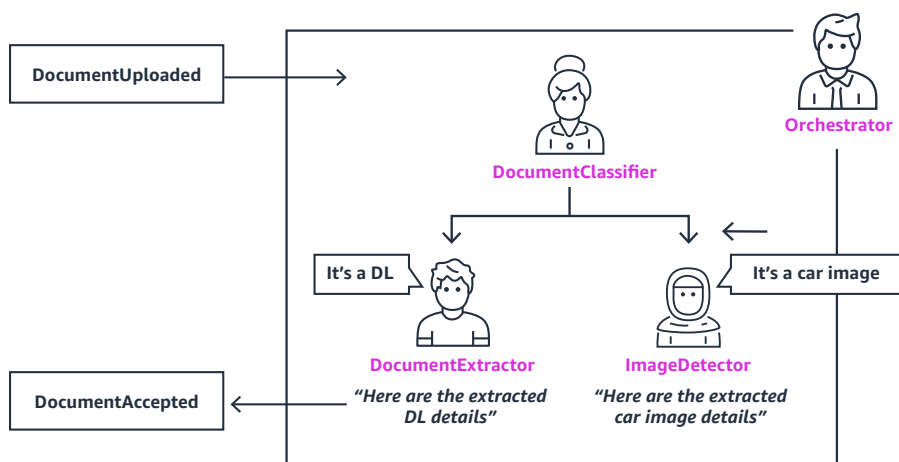 DocumentUploaded
Orchestrator
DocumentClassifier
It's a DL
It's a car image
DocumentExtractor
ImageDetector
“Here are the extracted
DL details”
“Here are the extracted
car image details”
DocumentAccepted